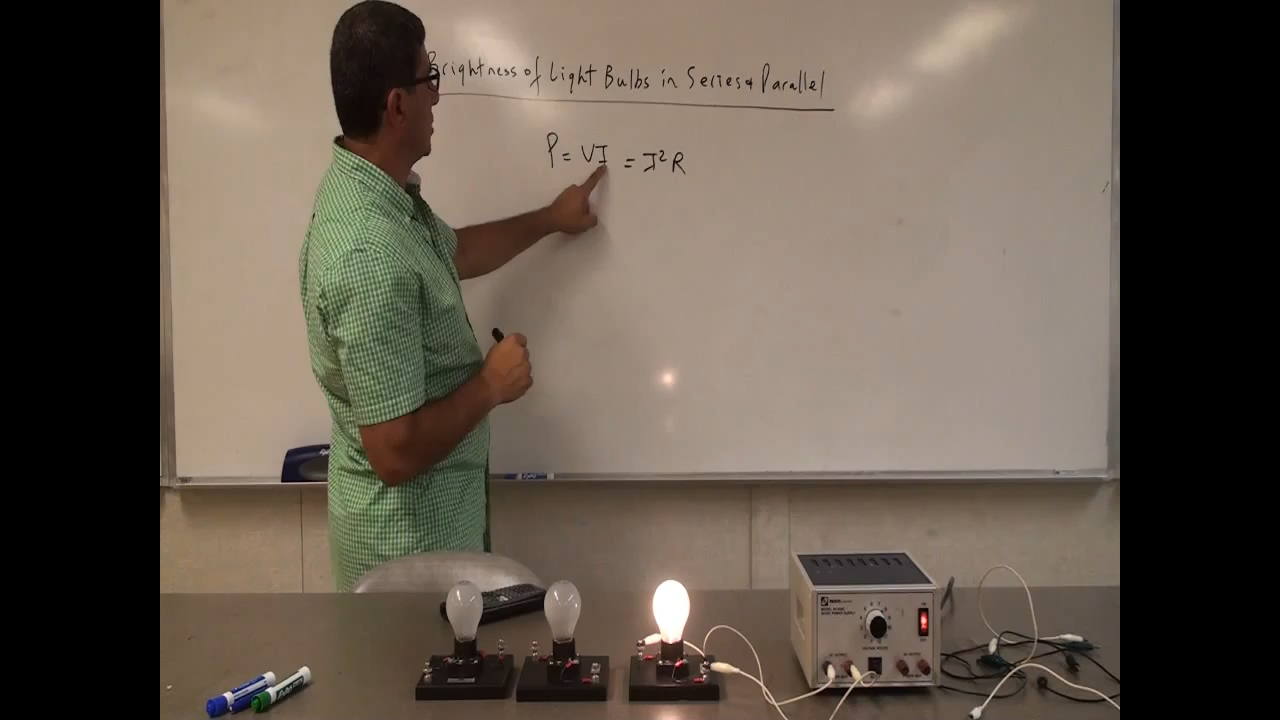 Brightness of Light Bulbs in Series & Parallel
P = VI = I²R